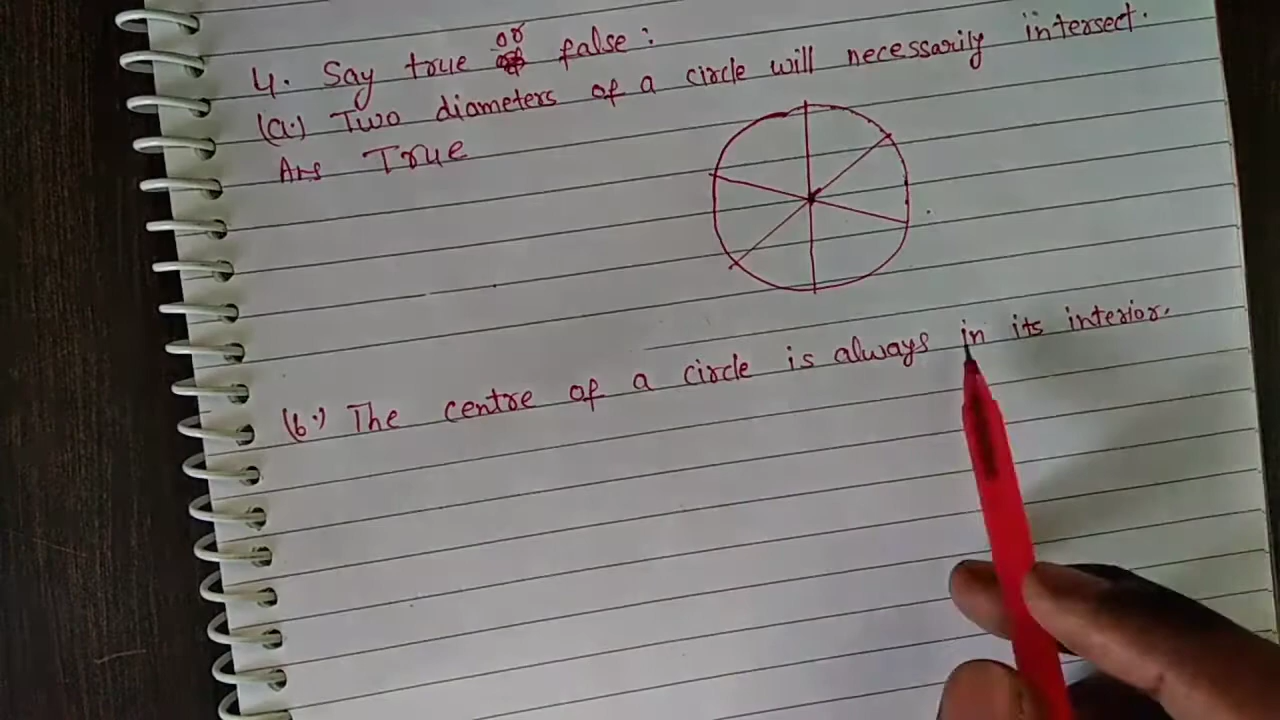 4. Say true or false:
(a.) Two diameters of a circle will necessarily intersect.
Ans True
(b.) The centre of a circle is always in its interior.